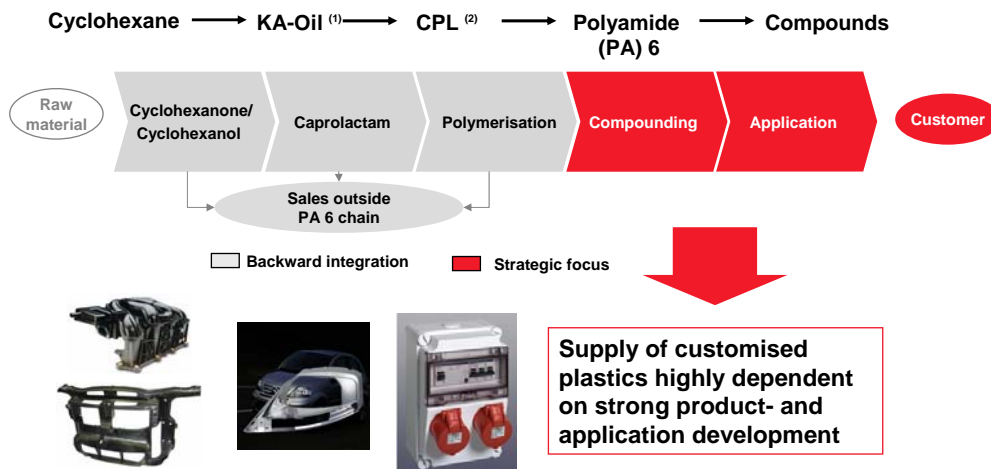 Cyclohexane KA-Oil (1) CPL (2) Polyamide (PA) 6 Compounds
Raw
material
Cyclohexanone/
Cyclohexanol
Caprolactam
Polymerisation
Compounding
Application
Customer
Sales outside
PA 6 chain
Backward integration
Strategic focus
Supply of customised
plastics highly dependent
on strong product- and
application development